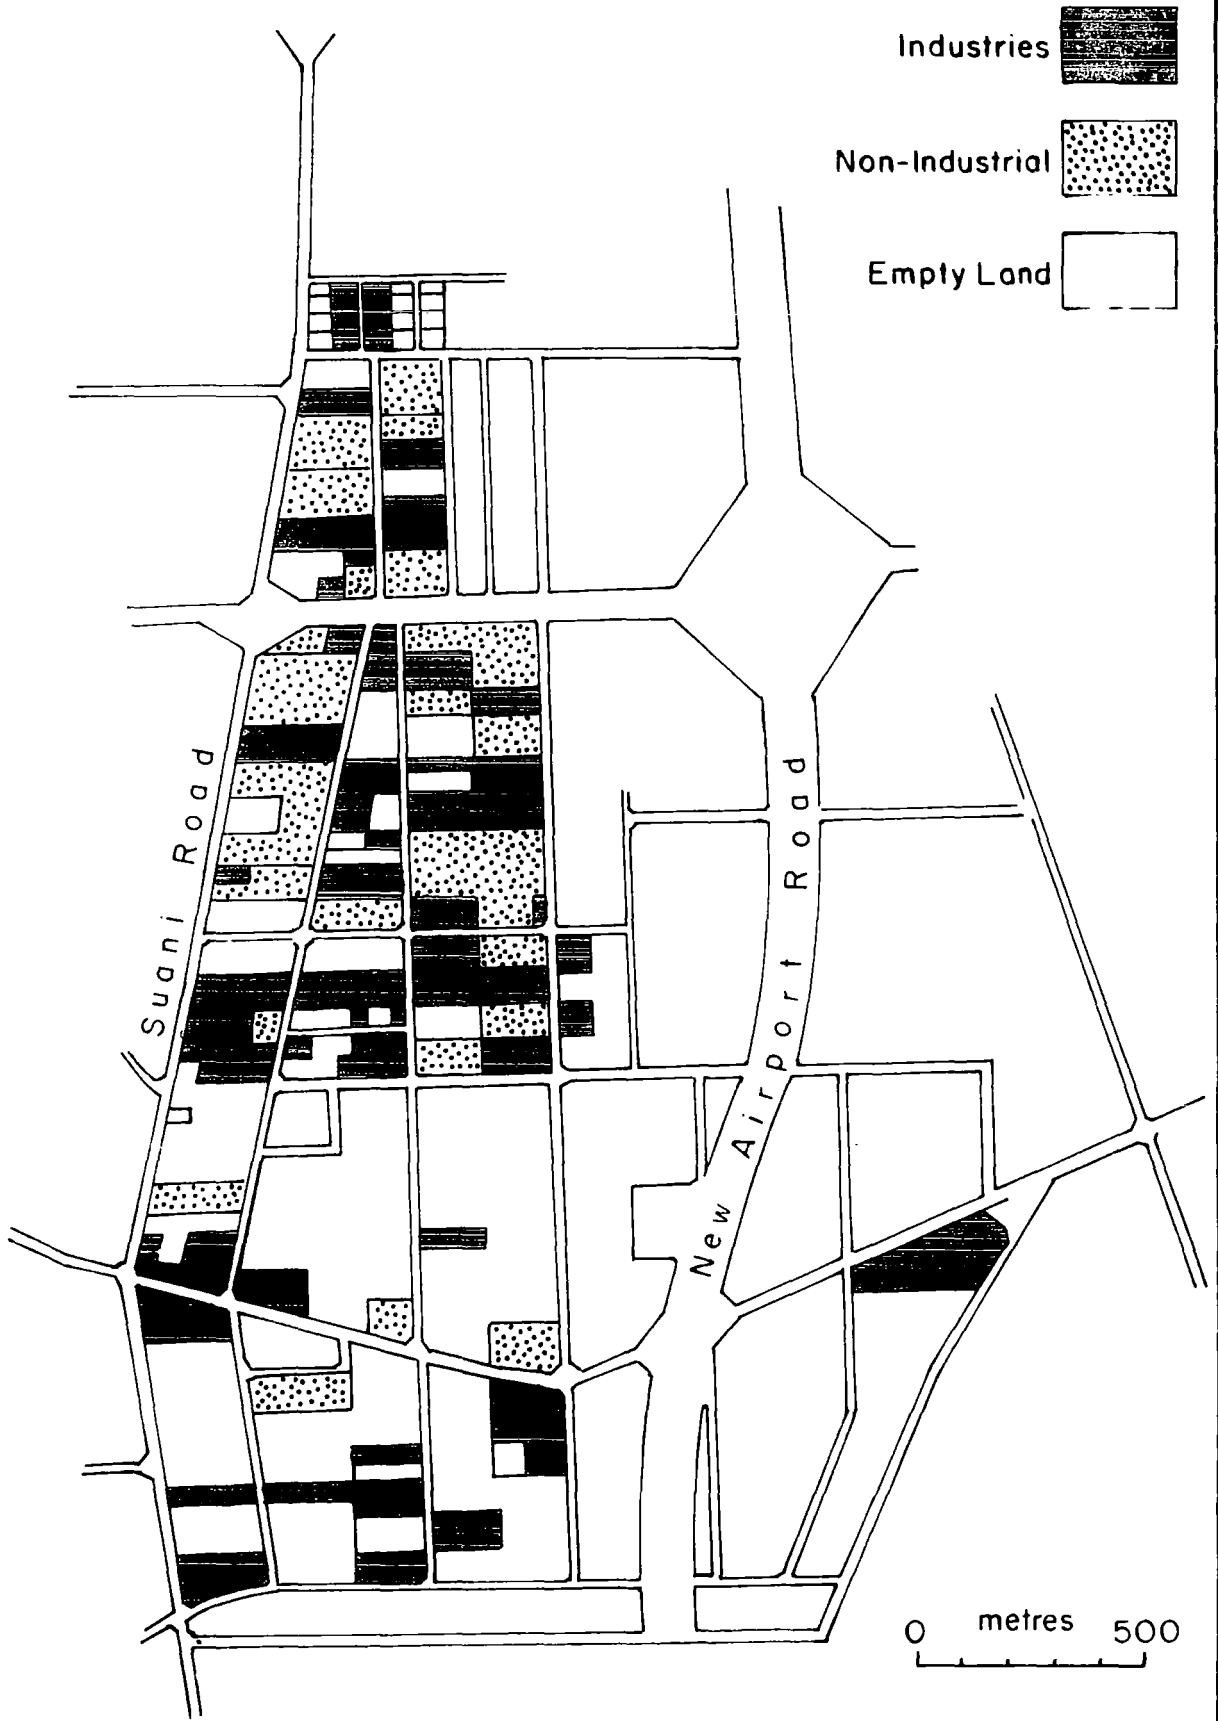 Industries
Non-Industrial
Empty Land
Suani Road
New Airport Road
metres
0 500